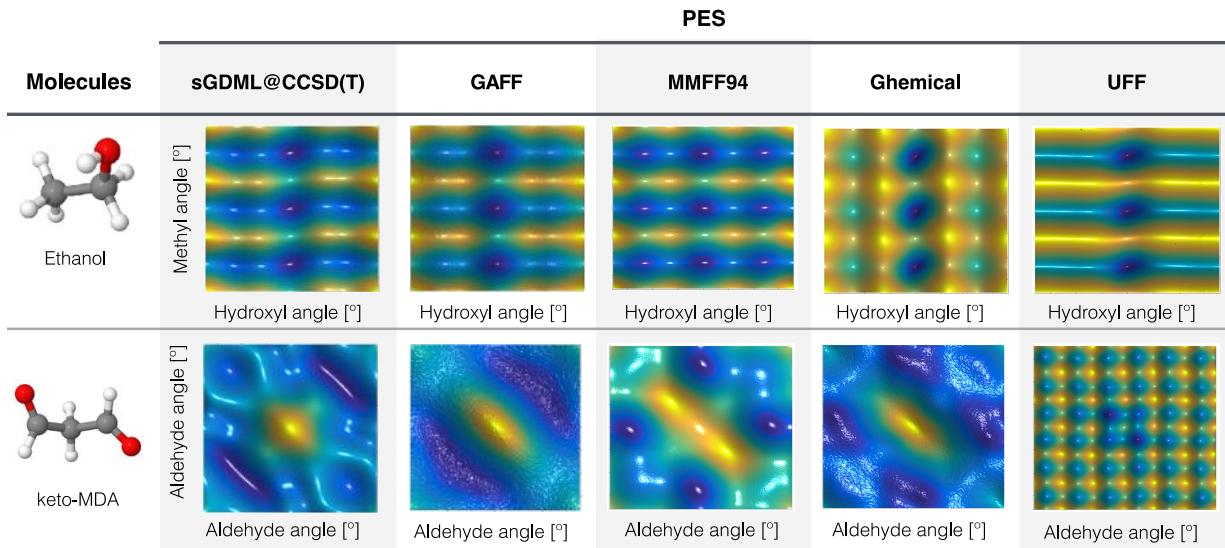 PES
Molecules sGDML@CCSD(T) GAFF MMFF94 Ghemical UFF
Methyl angle [º]
Ethanol
Hydroxyl angle [º] Hydroxyl angle [º] Hydroxyl angle [º] Hydroxyl angle [º] Hydroxyl angle [º]
Aldehyde angle [º]
keto-MDA
Aldehyde angle [º] Aldehyde angle [º] Aldehyde angle [º] Aldehyde angle [º] Aldehyde angle [º]